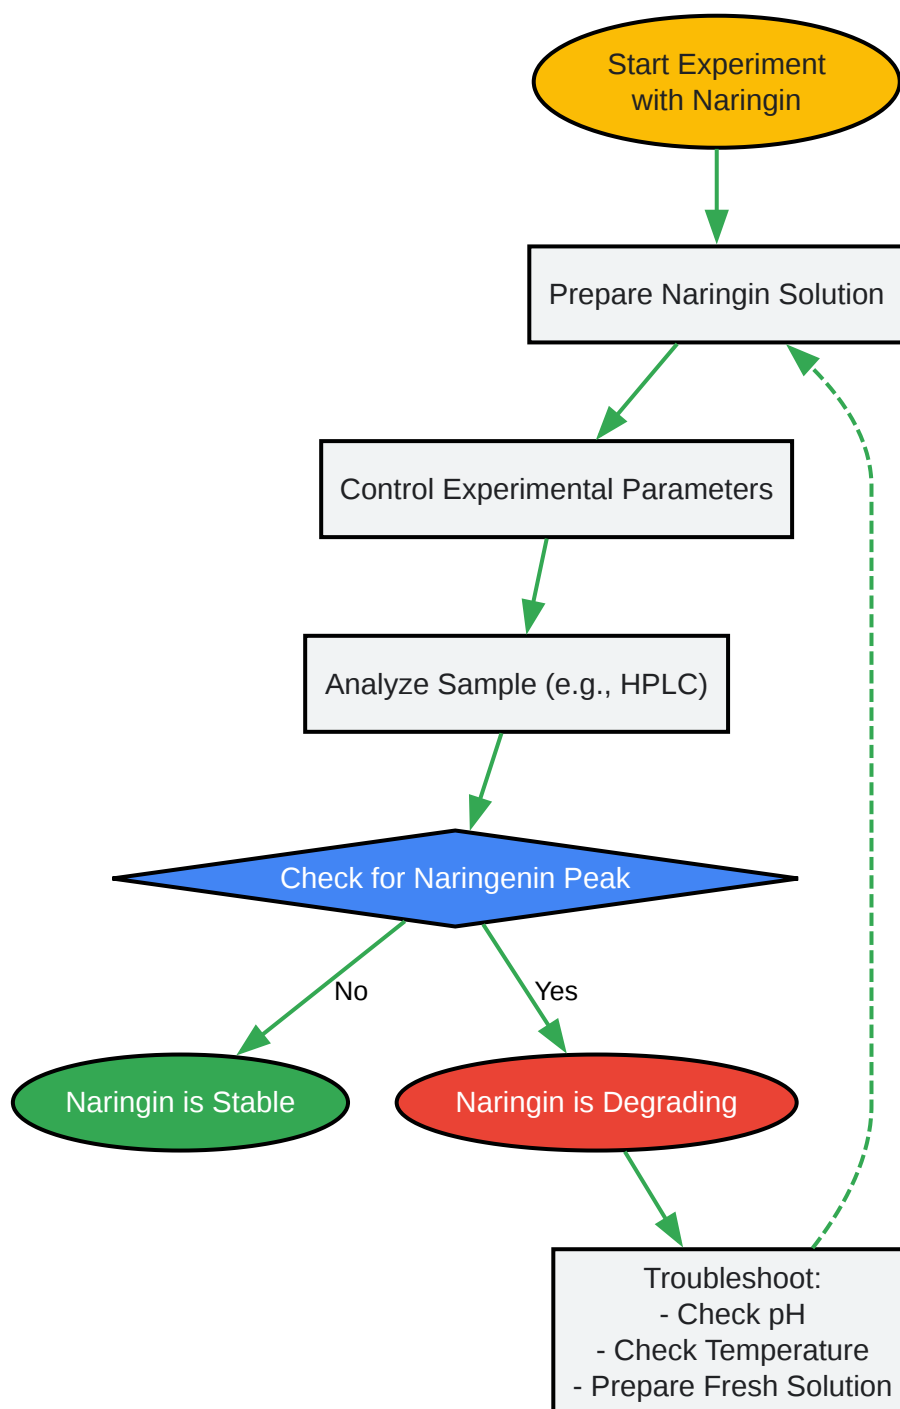 Start Experiment
with Naringin
Prepare Naringin Solution
Control Experimental Parameters
Analyze Sample (e.g., HPLC)
Check for Naringenin Peak
No
Yes
Naringin is Stable
Naringin is Degrading
Troubleshoot:
- Check pH
- Check Temperature
- Prepare Fresh Solution